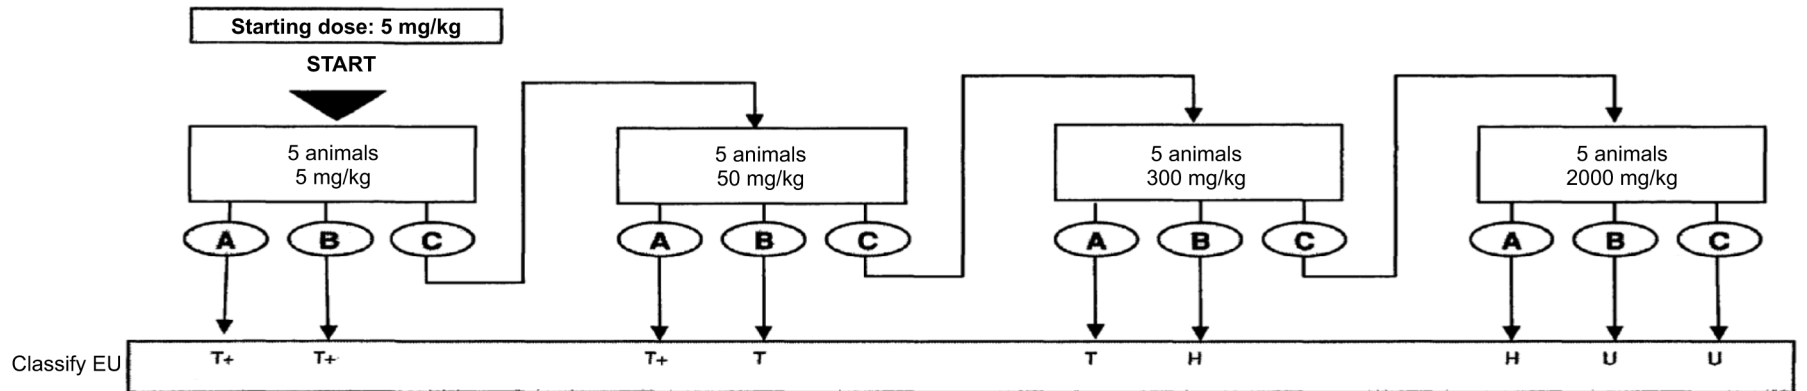 Starting dose: 5 mg/kg
START
5 animals
5 mg/kg
5 animals
50 mg/kg
5 animals
300 mg/kg
5 animals
2000 mg/kg
A B C A B C A B C A B C
Classify EU T+ T+ T+ T T H H U U